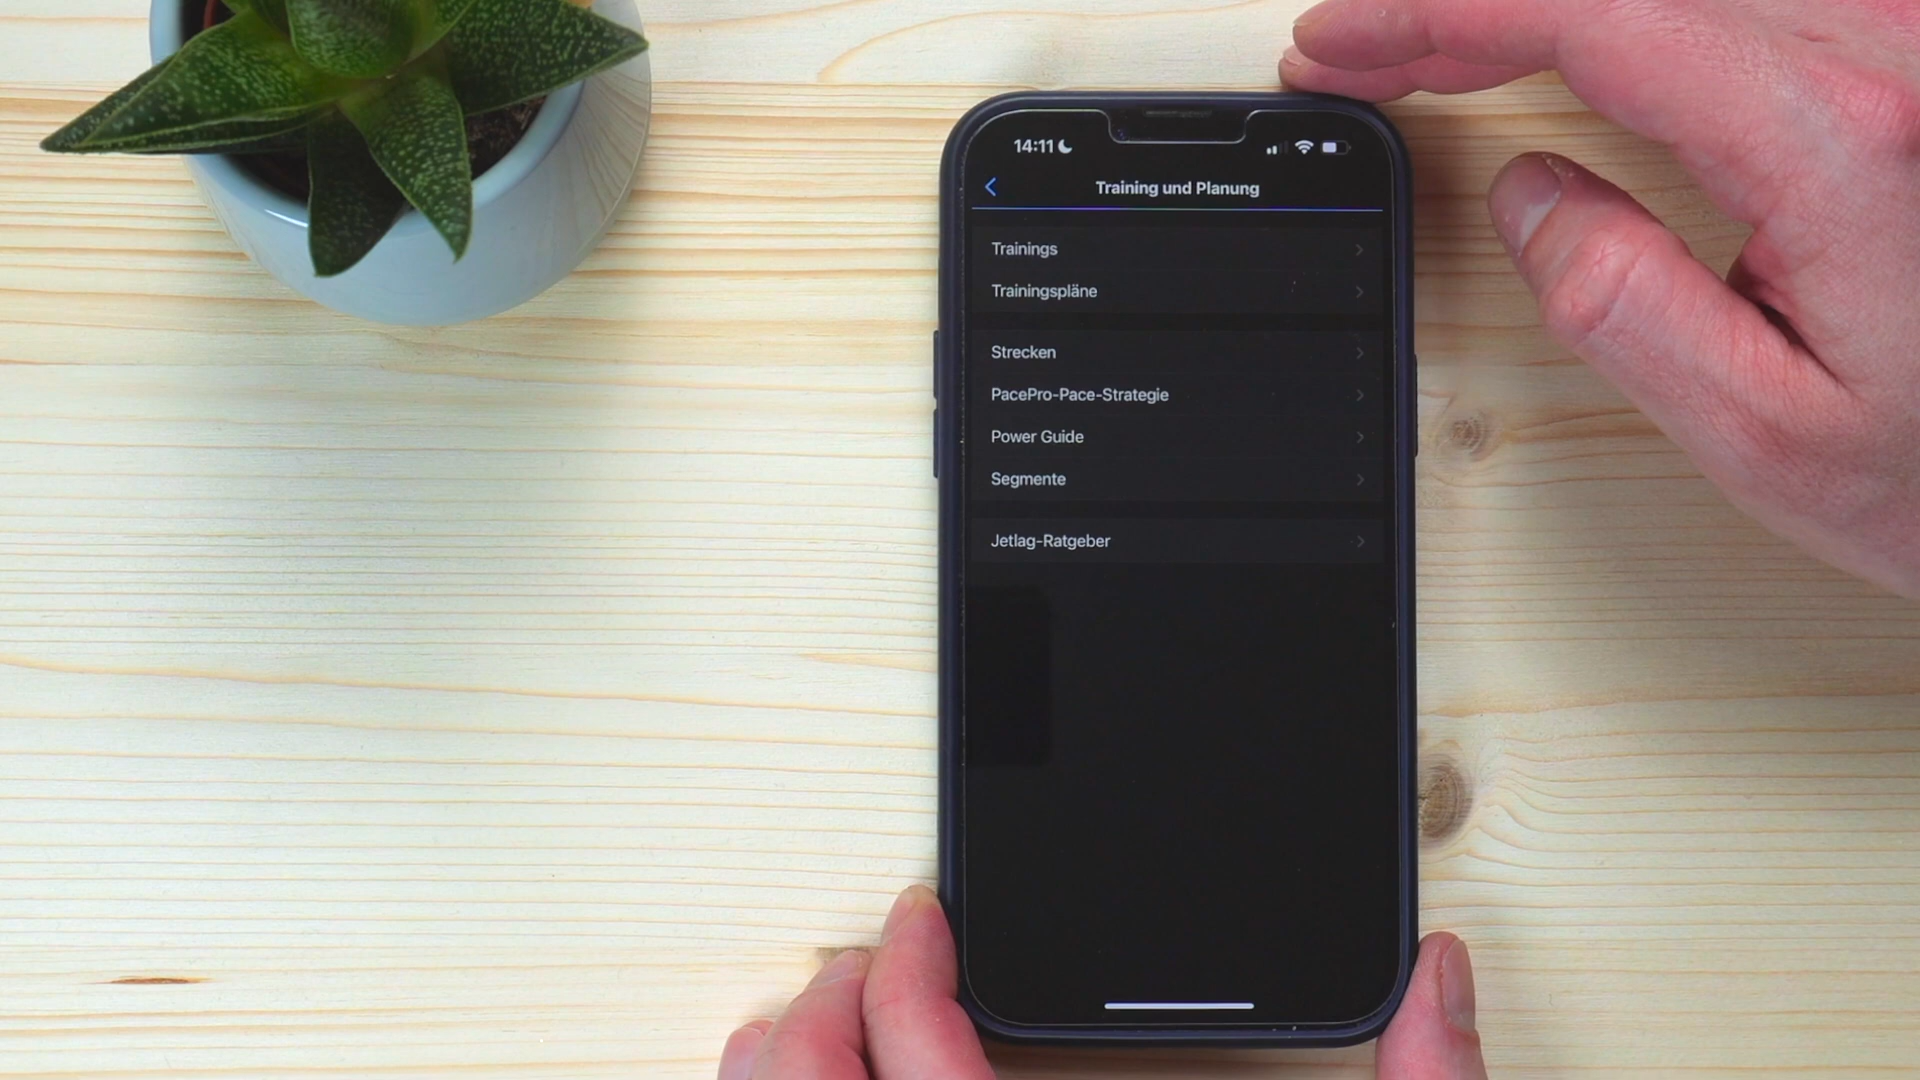 14:11
Training und Planung
Trainings
Trainingspläne
Strecken
PacePro-Pace-Strategie
Power Guide
Segmente
Jetlag-Ratgeber